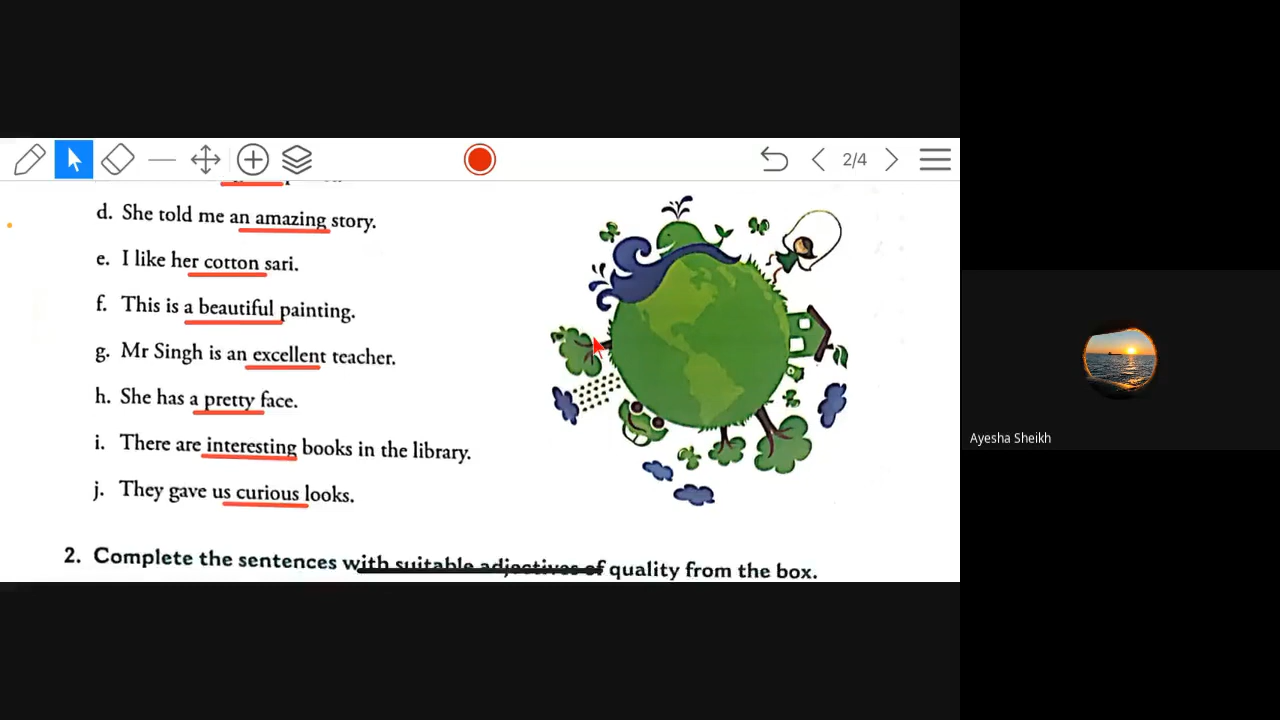 2/4
d. She told me an amazing story.
e. I like her cotton sari.
f. This is a beautiful painting.
g. Mr Singh is an excellent teacher.
h. She has a pretty face.
i. There are interesting books in the library.
j. They gave us curious looks.
2. Complete the sentences with suitable adjectives of quality from the box.
Ayesha Sheikh